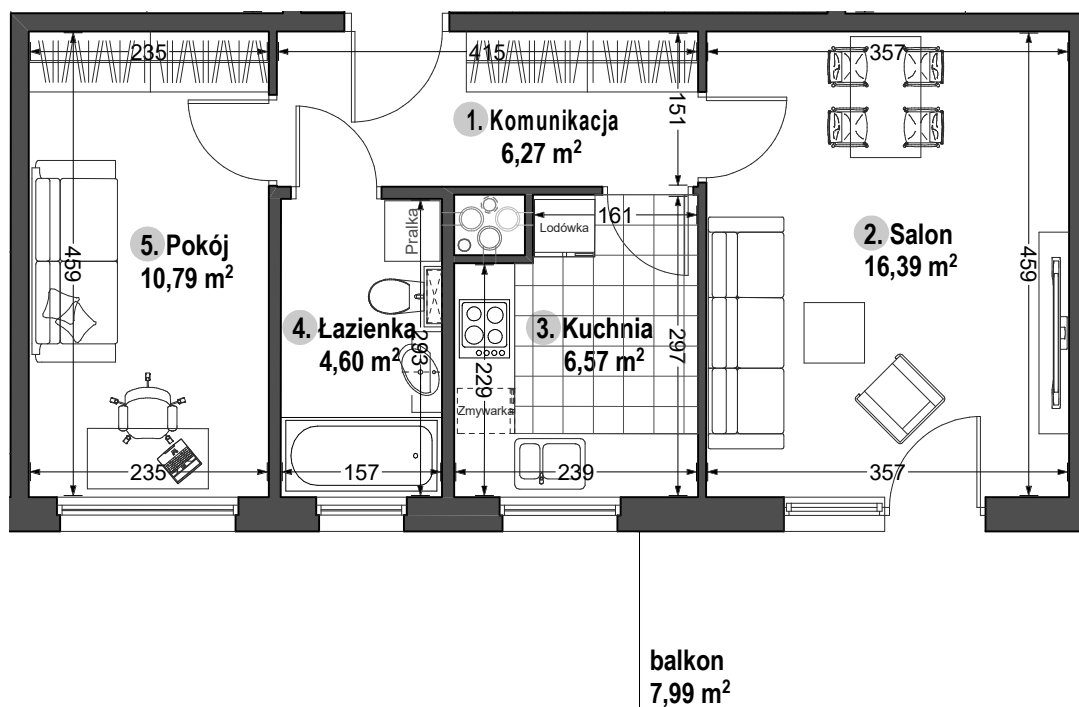 235
415
357
151
1. Komunikacja
6,27 m²
161
Pralka
Lodówka
5. Pokój
10,79 m²
459
2. Salon
16,39 m²
459
4. Łazienka
4,60 m²
293
3. Kuchnia
6,57 m²
297
229
Zmywarka
235
157
239
357
balkon
7,99 m²